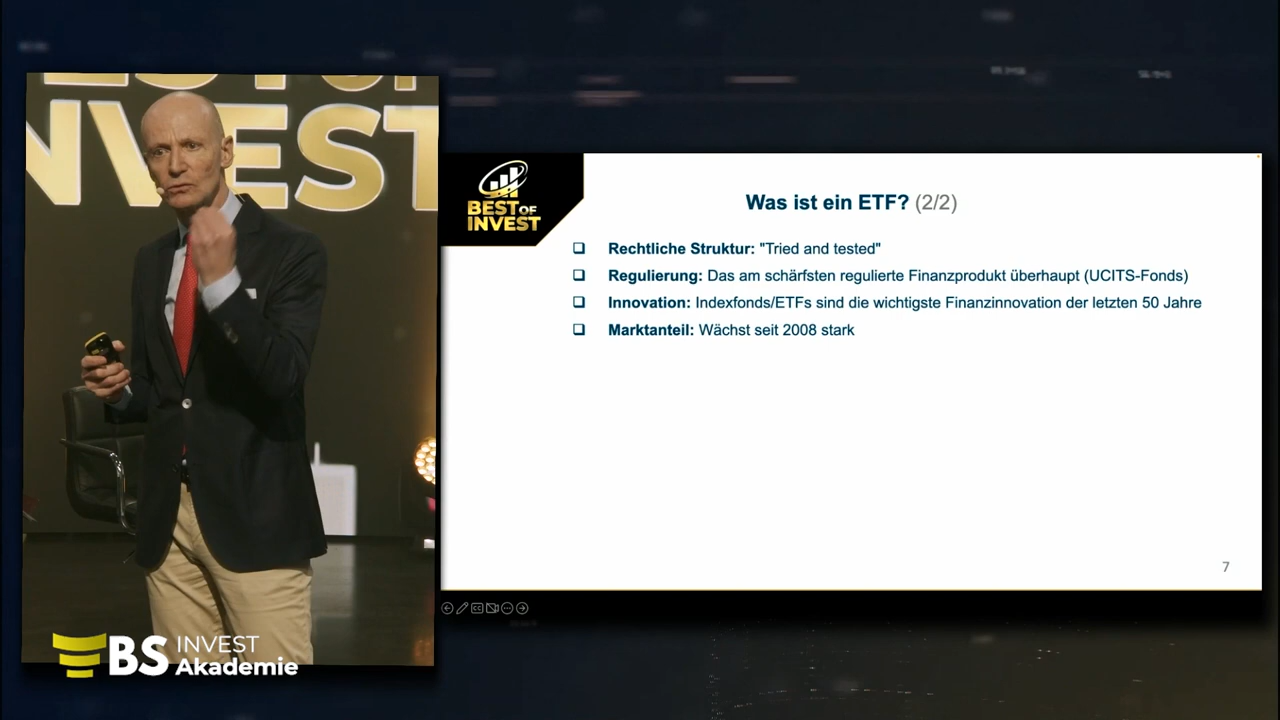 EST OF
INVEST
BEST OF
INVEST
Was ist ein ETF? (2/2)
❑ Rechtliche Struktur: "Tried and tested"
❑ Regulierung: Das am schärfsten regulierte Finanzprodukt überhaupt (UCITS-Fonds)
❑ Innovation: Indexfonds/ETFs sind die wichtigste Finanzinnovation der letzten 50 Jahre
❑ Marktanteil: Wächst seit 2008 stark
7
BS INVEST
Akademie